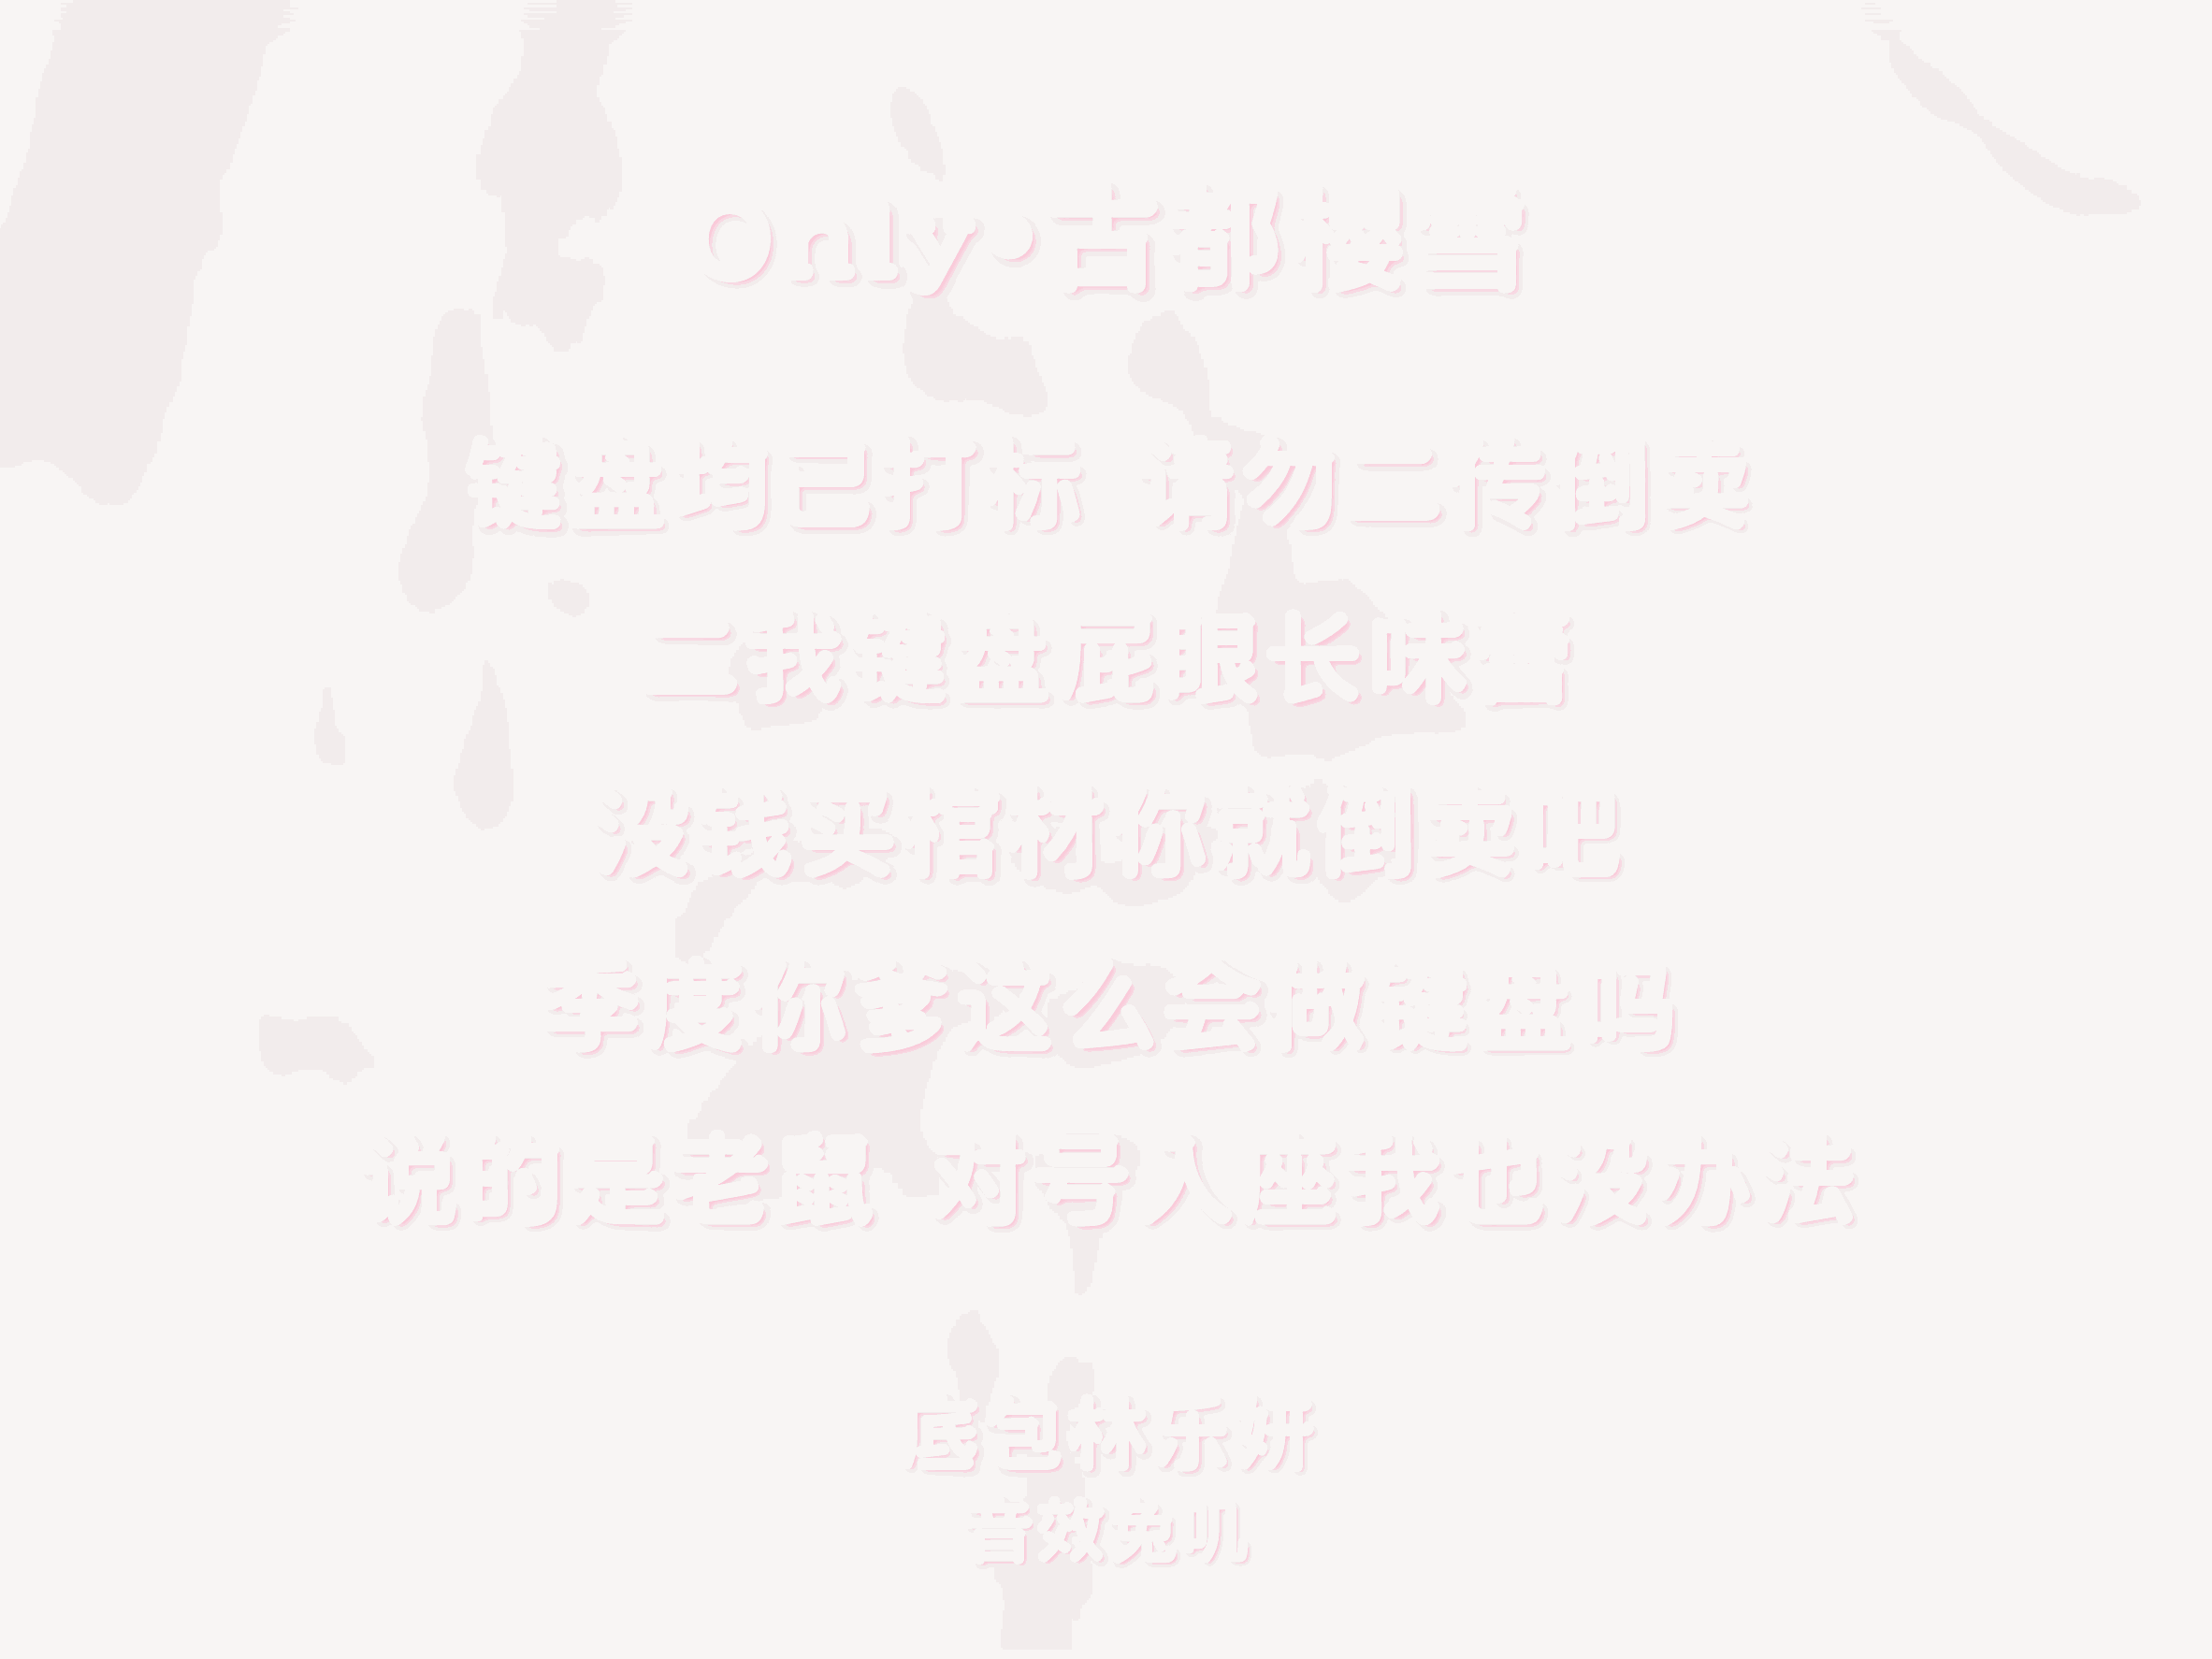 Only·古都樱雪
键盘均已打标 请勿二传倒卖
二我键盘屁眼长味蕾
没钱买棺材你就倒卖吧
季度你爹这么会做键盘吗
说的是老鼠 对号入座我也没办法
底包林乐妍
音效兔叽